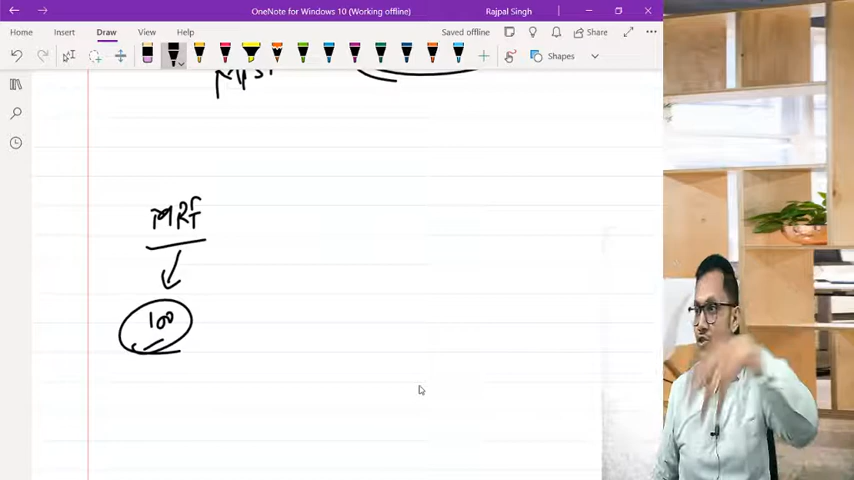 OneNote for Windows 10 (Working offline)
Rajpal Singh
Home Insert Draw View Help Saved offline Share
Shapes
MRF
100